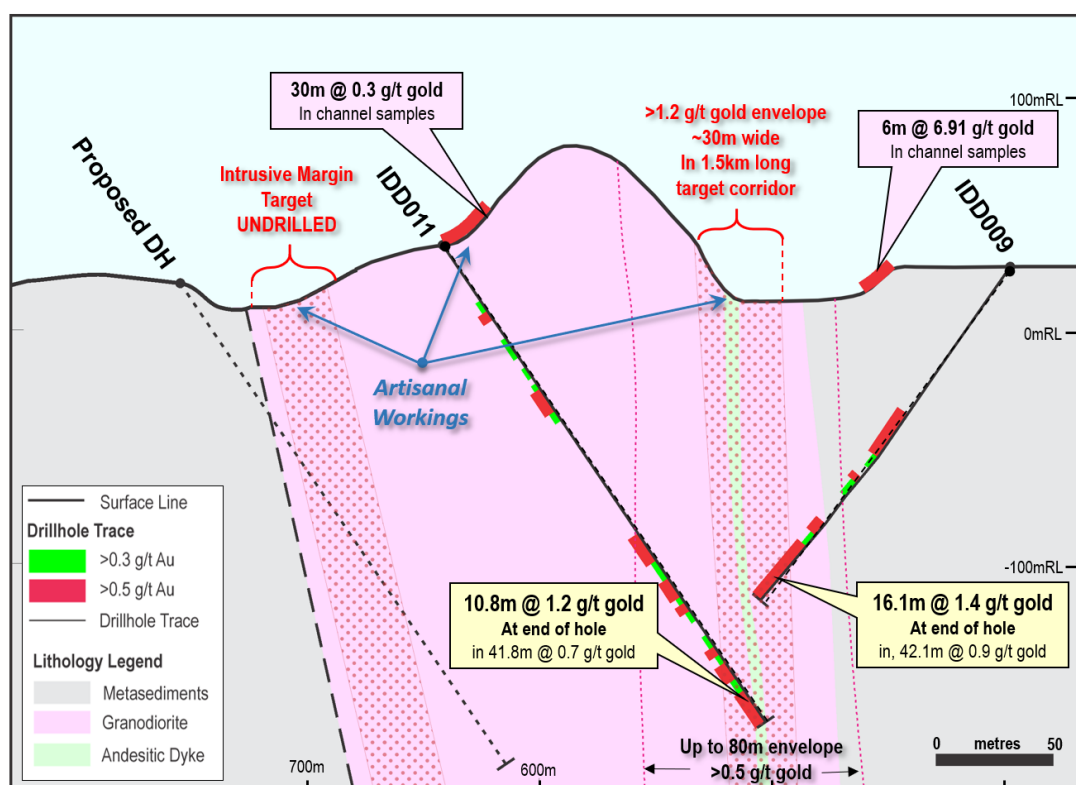 30m @ 0.3 g/t gold
In channel samples
>1.2 g/t gold envelope
~30m wide
In 1.5km long
target corridor
6m @ 6.91 g/t gold
In channel samples
100mRL
Proposed DH
Intrusive Margin
Target
UNDRILLED
IDD011
IDD009
0mRL
Artisanal
Workings
Surface Line
Drillhole Trace
>0.3 g/t Au
>0.5 g/t Au
Drillhole Trace
Lithology Legend
Metasediments
Granodiorite
Andesitic Dyke
-100mRL
10.8m @ 1.2 g/t gold
At end of hole
in 41.8m @ 0.7 g/t gold
16.1m @ 1.4 g/t gold
At end of hole
in, 42.1m @ 0.9 g/t gold
Up to 80m envelope
>0.5 g/t gold
0 metres 50
700m
600m